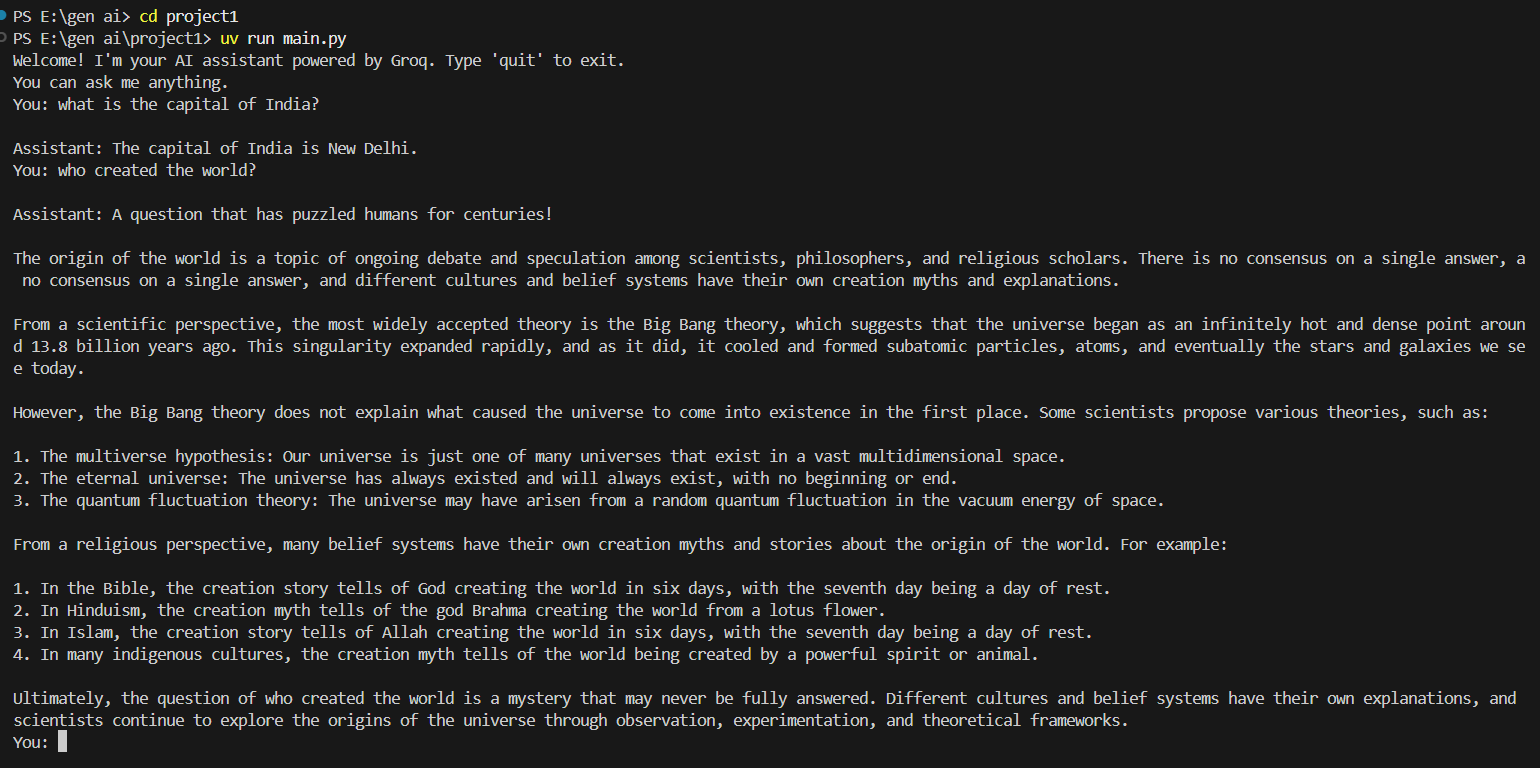 PS E:\gen ai> cd project1
PS E:\gen ai\project1> uv run main.py
Welcome! I'm your AI assistant powered by Groq. Type 'quit' to exit.
You can ask me anything.
You: what is the capital of India?
Assistant: The capital of India is New Delhi.
You: who created the world?
Assistant: A question that has puzzled humans for centuries!
The origin of the world is a topic of ongoing debate and speculation among scientists, philosophers, and religious scholars. There is no consensus on a single answer, a
no consensus on a single answer, and different cultures and belief systems have their own creation myths and explanations.
From a scientific perspective, the most widely accepted theory is the Big Bang theory, which suggests that the universe began as an infinitely hot and dense point aroun
d 13.8 billion years ago. This singularity expanded rapidly, and as it did, it cooled and formed subatomic particles, atoms, and eventually the stars and galaxies we se
e today.
However, the Big Bang theory does not explain what caused the universe to come into existence in the first place. Some scientists propose various theories, such as:
1. The multiverse hypothesis: Our universe is just one of many universes that exist in a vast multidimensional space.
2. The eternal universe: The universe has always existed and will always exist, with no beginning or end.
3. The quantum fluctuation theory: The universe may have arisen from a random quantum fluctuation in the vacuum energy of space.
From a religious perspective, many belief systems have their own creation myths and stories about the origin of the world. For example:
1. In the Bible, the creation story tells of God creating the world in six days, with the seventh day being a day of rest.
2. In Hinduism, the creation myth tells of the god Brahma creating the world from a lotus flower.
3. In Islam, the creation story tells of Allah creating the world in six days, with the seventh day being a day of rest.
4. In many indigenous cultures, the creation myth tells of the world being created by a powerful spirit or animal.
Ultimately, the question of who created the world is a mystery that may never be fully answered. Different cultures and belief systems have their own explanations, and
scientists continue to explore the origins of the universe through observation, experimentation, and theoretical frameworks.
You: